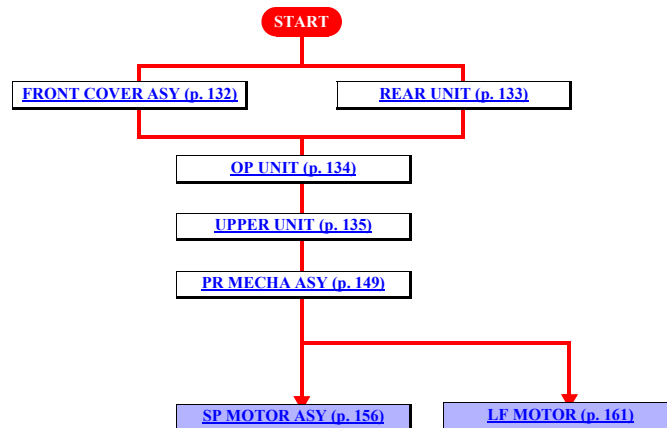 START
FRONT COVER ASY (p. 132)
REAR UNIT (p. 133)
OP UNIT (p. 134)
UPPER UNIT (p. 135)
PR MECHA ASY (p. 149)
SP MOTOR ASY (p. 156)
LF MOTOR (p. 161)